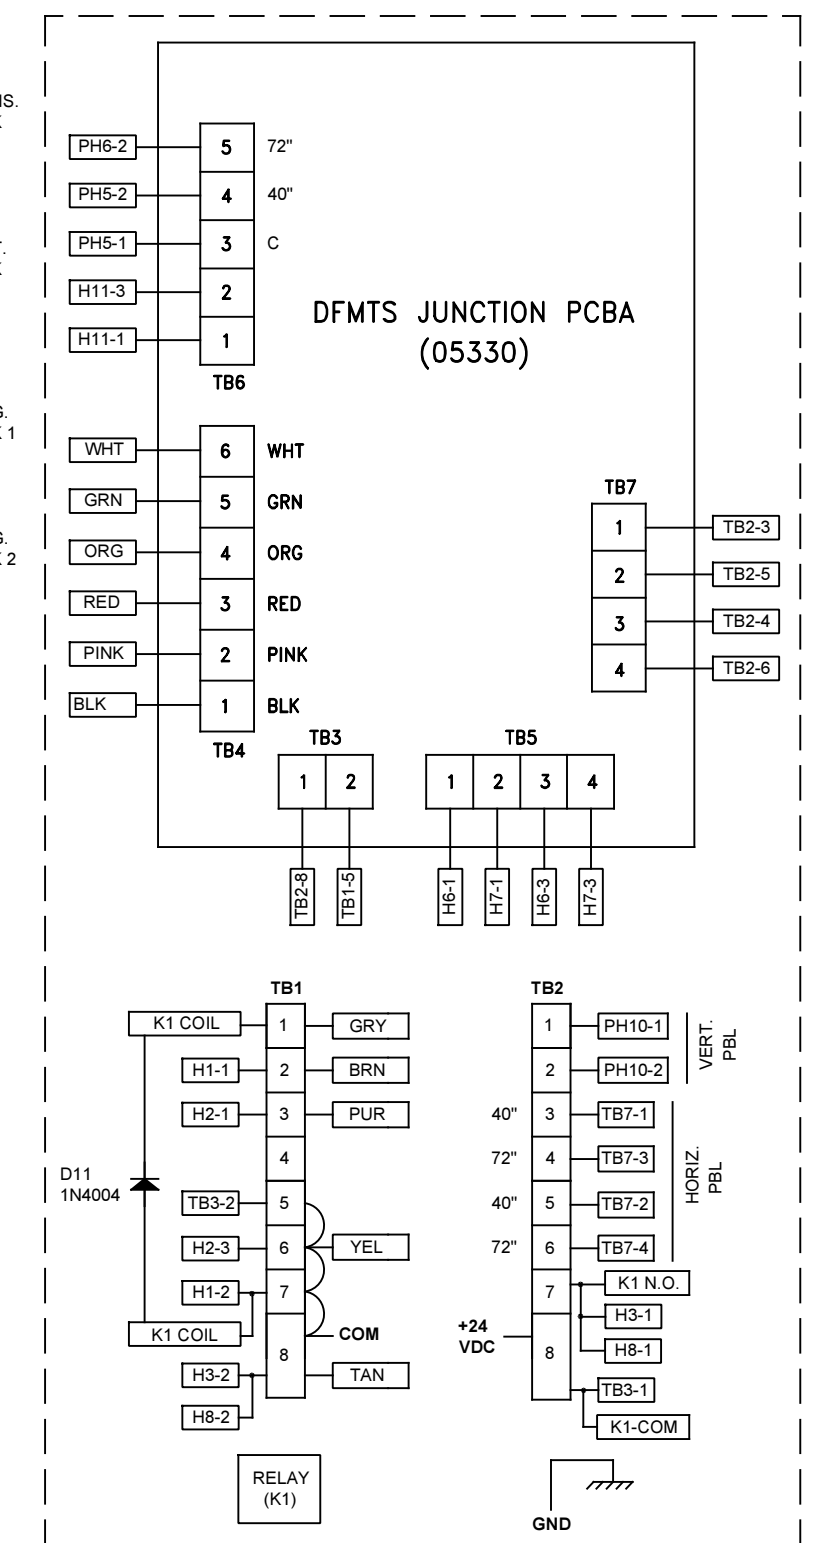 IS.
PH6-2 5 72"
PH5-2 4 40"
PH5-1 3 C
H11-3 2
H11-1 1
TB6
DFMTS JUNCTION PCBA
(05330)
G.
1
G.
2
WHT 6 WHT
GRN 5 GRN
ORG 4 ORG
RED 3 RED
PINK 2 PINK
BLK 1 BLK
TB4
TB7
1 TB2-3
2 TB2-5
3 TB2-4
4 TB2-6
TB3
1 2
TB2-8 TB1-5
TB5
1 2 3 4
H6-1 H7-1 H6-3 H7-3
TB1
K1 COIL 1 GRY
H1-1 2 BRN
H2-1 3 PUR
4
D11
1N4004
TB3-2 5
H2-3 6 YEL
H1-2 7
K1 COIL COM
8
H3-2 TAN
H8-2
RELAY
(K1)
TB2
1 PH10-1
2 PH10-2
VERT.
PBL
40" 3 TB7-1
72" 4 TB7-3
40" 5 TB7-2
72" 6 TB7-4
HORIZ.
PBL
7 K1 N.O.
H3-1
+24
VDC
8 H8-1
TB3-1
K1-COM
GND